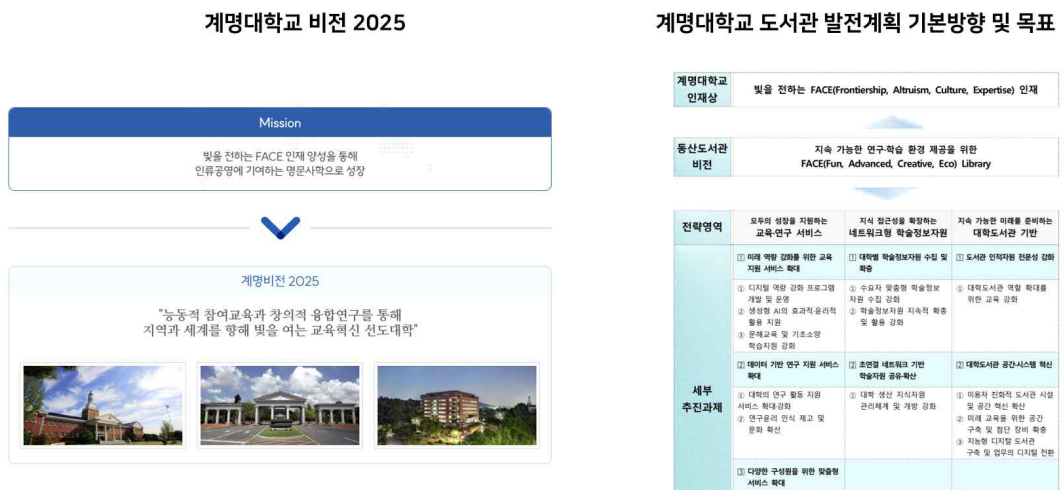 계명대학교 비전 2025
Mission
빛을 전하는 FACE 인재 양성을 통해
인류공영에 기여하는 명문사학으로 성장
계명비전 2025
"능동적 참여교육과 창의적 융합연구를 통해
지역과 세계를 향해 빛을 여는 교육혁신 선도대학"
계명대학교 도서관 발전계획 기본방향 및 목표
계명대학교
인재상
빛을 전하는 FACE(Frontiership, Altruism, Culture, Expertise) 인재
동산도서관
비전
지속 가능한 연구·학습 환경 제공을 위한
FACE(Fun, Advanced, Creative, Eco) Library
전략영역
모두의 성장을 지원하는
교육·연구 서비스
지식 접근성을 확장하는
네트워크형 학술정보자원
지속 가능한 미래를 준비하는
대학도서관 기반
세부
추진과제
1 미래 역량 강화를 위한 교육
지원 서비스 확대
1 대학별 학술정보자원 수집 및
확충
1 도서관 인적자원 전문성 강화
① 디지털 역량 강화 프로그램
개발 및 운영
② 생성형 AI의 효과적·윤리적
활용 지원
③ 문해교육 및 기초소양
학습지원 강화
① 수요자 맞춤형 학술정보
자원 수집 강화
② 학술정보자원 지속적 확충
및 활용 강화
① 대학도서관 역할 확대를
위한 교육 강화
2 데이터 기반 연구 지원 서비스
확대
2 초연결 네트워크 기반
학술자원 공유·확산
2 대학도서관 공간·시스템 혁신
① 대학의 연구 활동 지원
서비스 확대·강화
② 연구윤리 인식 제고 및
문화 확산
① 대학 생산 지식자원
관리체계 및 개방 강화
① 이용자 친화적 도서관 시설
및 공간 혁신 확산
② 미래 교육을 위한 공간
구축 및 첨단 장비 확충
③ 지능형 디지털 도서관
구축 및 업무의 디지털 전환
3 다양한 구성원을 위한 맞춤형
서비스 확대